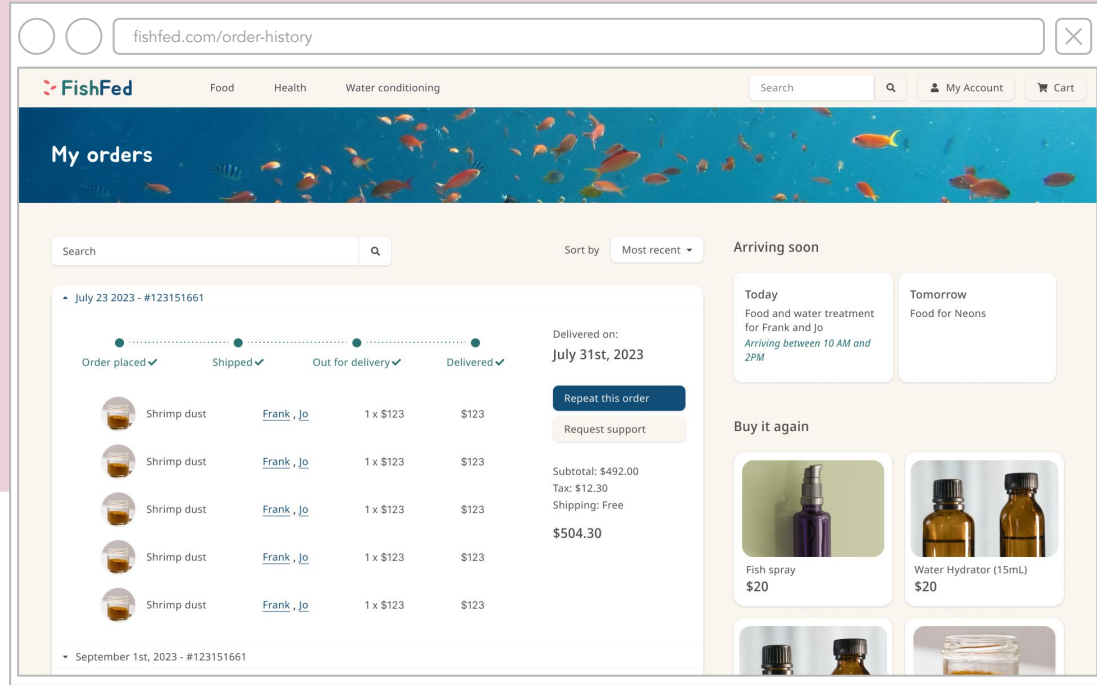 fishfed.com/order-history
FishFed
Food Health Water conditioning
Search
My Account
Cart
My orders
Search
Sort by Most recent
July 23 2023 - #123151661
Order placed Shipped Out for delivery Delivered
Shrimp dust Frank , Jo 1 x $123 $123
Shrimp dust Frank , Jo 1 x $123 $123
Shrimp dust Frank , Jo 1 x $123 $123
Shrimp dust Frank , Jo 1 x $123 $123
Shrimp dust Frank , Jo 1 x $123 $123
Delivered on:
July 31st, 2023
Repeat this order
Request support
Subtotal: $492.00
Tax: $12.30
Shipping: Free
$504.30
September 1st, 2023 - #123151661
Arriving soon
Today
Food and water treatment
for Frank and Jo
Arriving between 10 AM and
2PM
Tomorrow
Food for Neons
Buy it again
Fish spray
$20
Water Hydrator (15mL)
$20